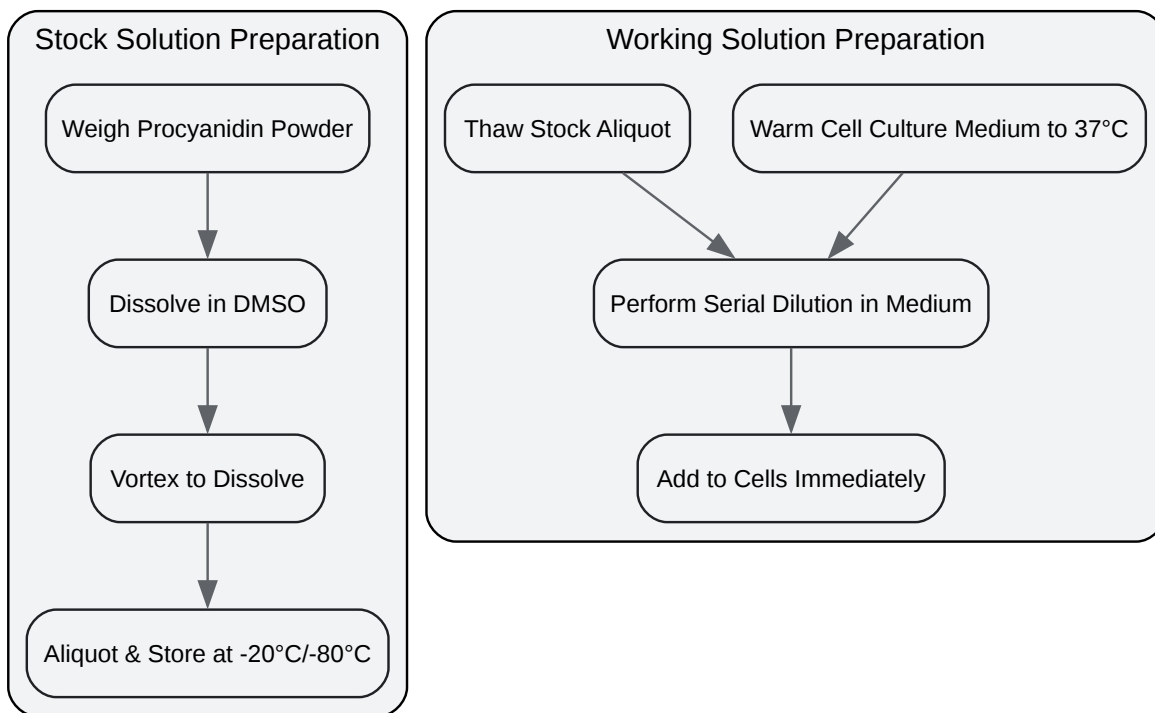 Stock Solution Preparation
Weigh Procyanidin Powder
Dissolve in DMSO
Vortex to Dissolve
Aliquot & Store at -20°C/-80°C
Working Solution Preparation
Thaw Stock Aliquot
Warm Cell Culture Medium to 37°C
Perform Serial Dilution in Medium
Add to Cells Immediately